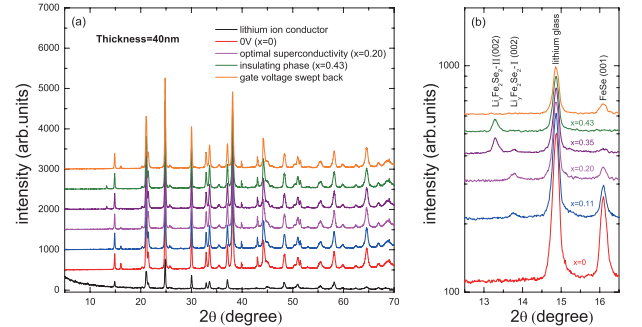 (a)
Thickness=40nm
lithium ion conductor
0V (x=0)
optimal superconductivity (x=0.20)
insulating phase (x=0.43)
gate voltage swept back
7000
6000
5000
4000
3000
2000
1000
0
10
20
30
40
50
60
70
2θ (degree)
intensity (arb.units)
(b)
LiyFe2Se2-II (002)
LiyFe2Se2-I (002)
lithium glass
FeSe (001)
x=0.43
x=0.35
x=0.20
x=0.11
x=0
1000
100
13
14
15
16
2θ (degree)
intensity (arb.units)